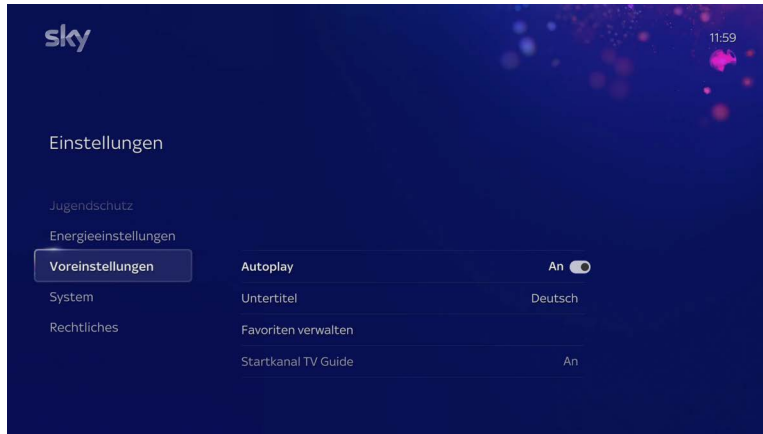 sky
11:59
Einstellungen
Jugendschutz
Energieeinstellungen
Voreinstellungen
Autoplay An
System
Untertitel Deutsch
Rechtliches
Favoriten verwalten
Startkanal TV Guide An